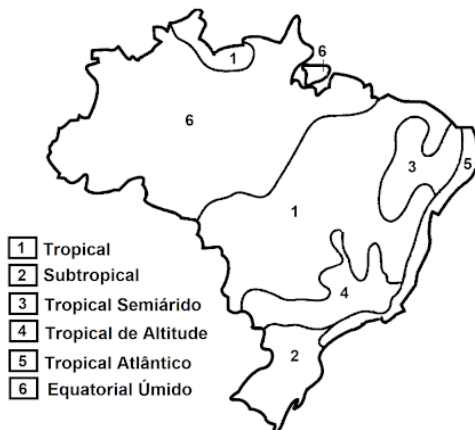 6
1
6
5
3
1
4
2
1 Tropical
2 Subtropical
3 Tropical Semiárido
4 Tropical de Altitude
5 Tropical Atlântico
6 Equatorial Úmido